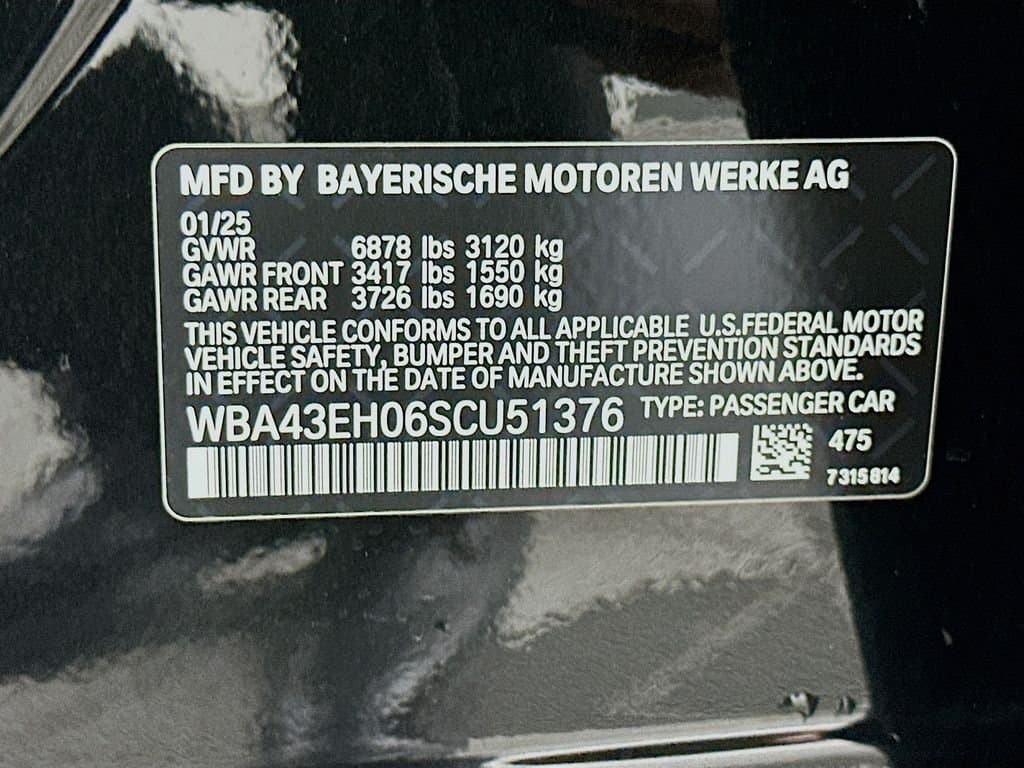 MFD BY BAYERISCHE MOTOREN WERKE AG
01/25
GVWR 6878 lbs 3120 kg
GAWR FRONT 3417 lbs 1550 kg
GAWR REAR 3726 lbs 1690 kg
THIS VEHICLE CONFORMS TO ALL APPLICABLE U.S.FEDERAL MOTOR
VEHICLE SAFETY, BUMPER AND THEFT PREVENTION STANDARDS
IN EFFECT ON THE DATE OF MANUFACTURE SHOWN ABOVE.
WBA43EH06SCU51376 TYPE: PASSENGER CAR
475
7315814